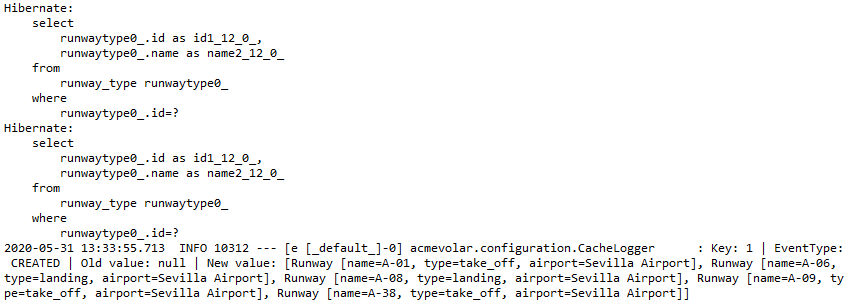 Hibernate:
    select
        runwaytype0_.id as id1_12_0_,
        runwaytype0_.name as name2_12_0_
    from
        runway_type runwaytype0_
    where
        runwaytype0_.id=?
Hibernate:
    select
        runwaytype0_.id as id1_12_0_,
        runwaytype0_.name as name2_12_0_
    from
        runway_type runwaytype0_
    where
        runwaytype0_.id=?
2020-05-31 13:33:55.713  INFO 10312 --- [e [_default_]-0] acmevolar.configuration.CacheLogger      : Key: 1 | EventType:
 CREATED | Old value: null | New value: [Runway [name=A-01, type=take_off, airport=Sevilla Airport], Runway [name=A-06,
type=landing, airport=Sevilla Airport], Runway [name=A-08, type=landing, airport=Sevilla Airport], Runway [name=A-09, ty
pe=take_off, airport=Sevilla Airport], Runway [name=A-38, type=take_off, airport=Sevilla Airport]]